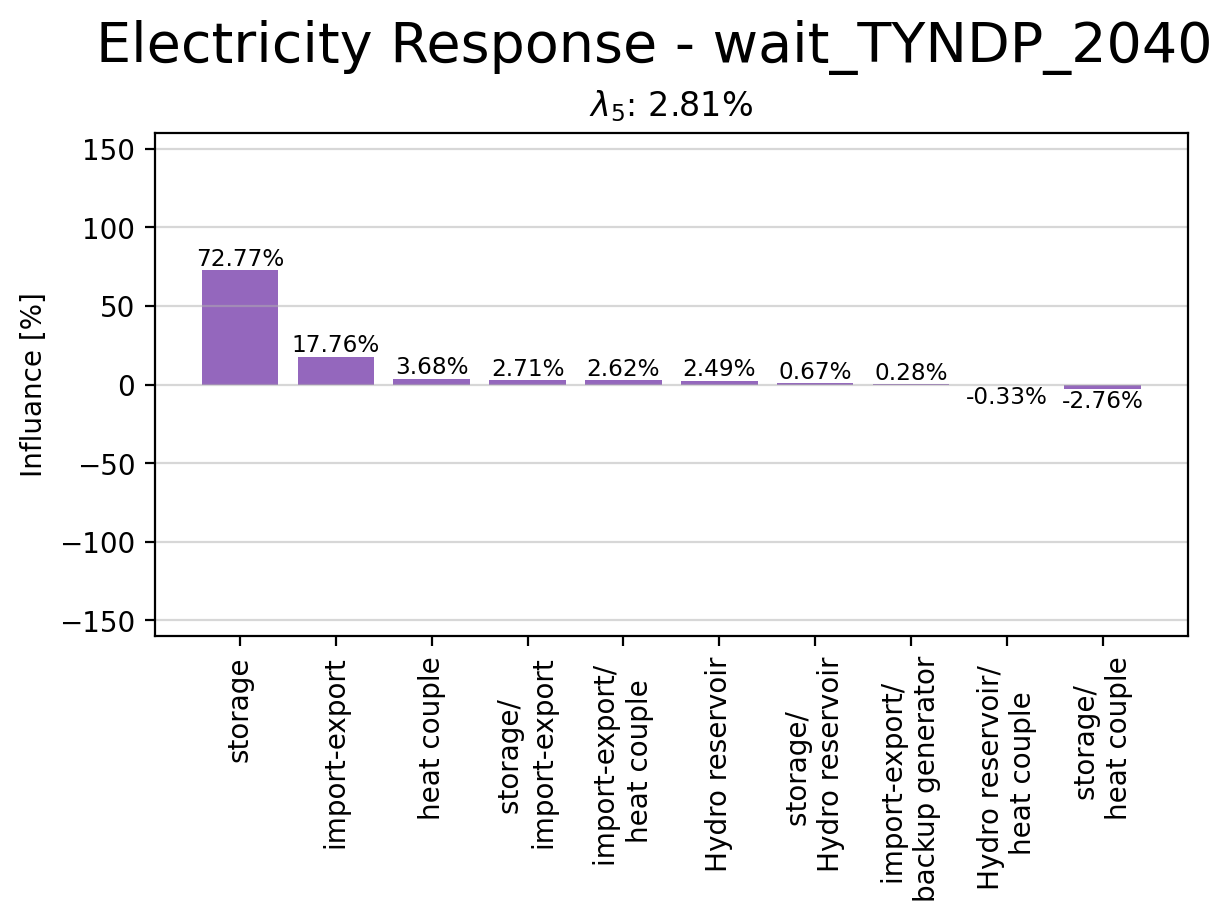 Electricity Response - wait_TYNDP_2040
λ5: 2.81%
Influance [%]
150
100
50
0
−50
−100
−150
72.77%
17.76%
3.68%
2.71%
2.62%
2.49%
0.67%
0.28%
-0.33%
-2.76%
storage
import-export
heat couple
storage/
import-export
import-export/
heat couple
Hydro reservoir
storage/
Hydro reservoir
import-export/
backup generator
Hydro reservoir/
heat couple
storage/
heat couple